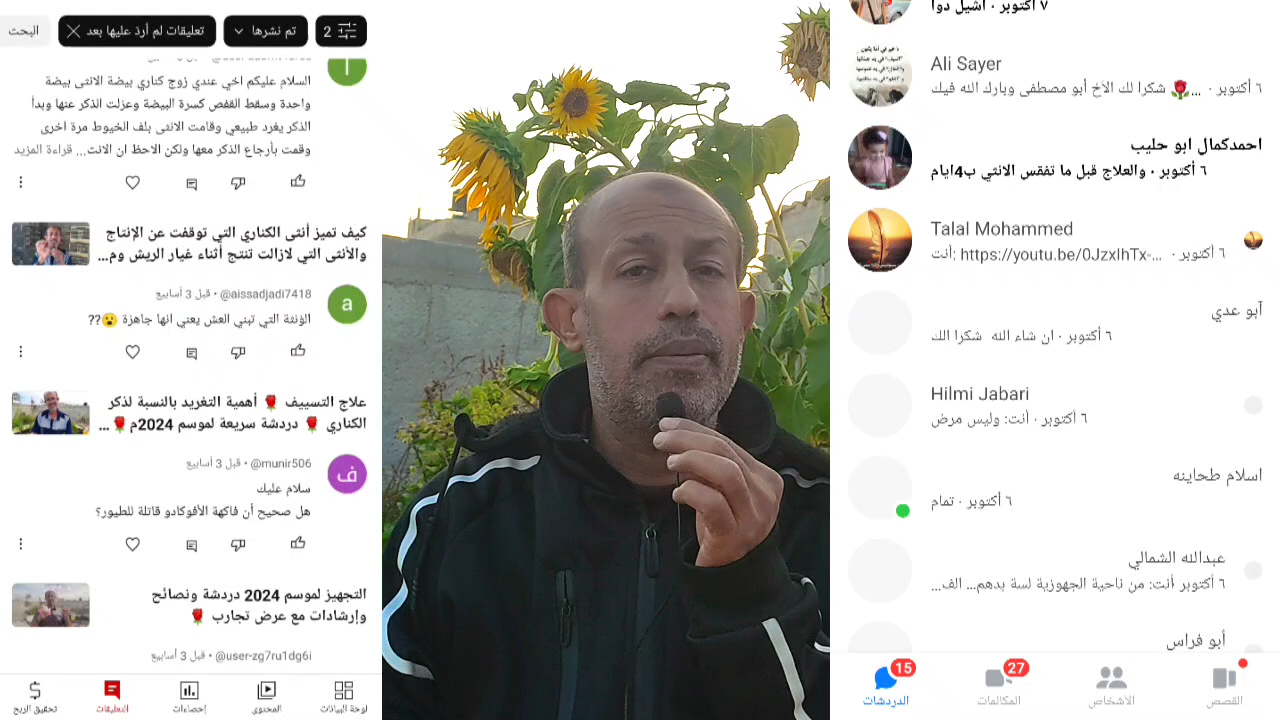 البحث
تعليقات لم أرد عليها بعد
تم نشرها
2
السلام عليكم اخي عندي زوج كناري بيضة الانثى بيضة
واحدة وسقط القفص كسرة البيضة وعزلت الذكر عنها وبدأ
الذكر يغرد طبيعي وقامت الانثى بلف الخيوط مرة اخرى
وقمت بأرجاع الذكر معها ولكن الاحظ ان الانث... قراءة المزيد
كيف تميز أنثى الكناري التي توقفت عن الإنتاج
والأنثى التي لازالت تنتج أثناء غيار الريش وم...
@aissadjadi7418 • قبل 3 أسابيع
a
الؤنثة التي تبني العش يعني انها جاهزة 😮??
علاج التسييف 🌹 أهمية التغريد بالنسبة لذكر
الكناري 🌹 دردشة سريعة لموسم 2024م 🌹...
@munir506 • قبل 3 أسابيع
ف
سلام عليك
هل صحيح أن فاكهة الأفوكادو قاتلة للطيور؟
التجهيز لموسم 2024 دردشة ونصائح
وإرشادات مع عرض تجارب 🌹
@user-zg7ru1dg6i • قبل 3 أسابيع
لوحة البيانات
المحتوى
إحصاءات
التعليقات
تحقيق الربح
٧ أكتوبر · اشيل دوا
Ali Sayer
٦ أكتوبر · ...🌹 شكرا لك الاخ أبو مصطفى وبارك الله فيك
احمدكمال ابو حليب
٦ أكتوبر · والعلاج قبل ما تفقس الانثي ب4ايام
Talal Mohammed
٦ أكتوبر · أنت: https://youtu.be/0JzxIhTx-...
أبو عدي
٦ أكتوبر · ان شاء الله شكرا الك
Hilmi Jabari
٦ أكتوبر · أنت: وليس مرض
اسلام طحاينه
٦ أكتوبر · تمام
عبدالله الشمالي
٦ أكتوبر أنت: من ناحية الجهوزية لسة بدهم... الف...
أبو فراس
15
27
القصص
الأشخاص
المكالمات
الدردشات